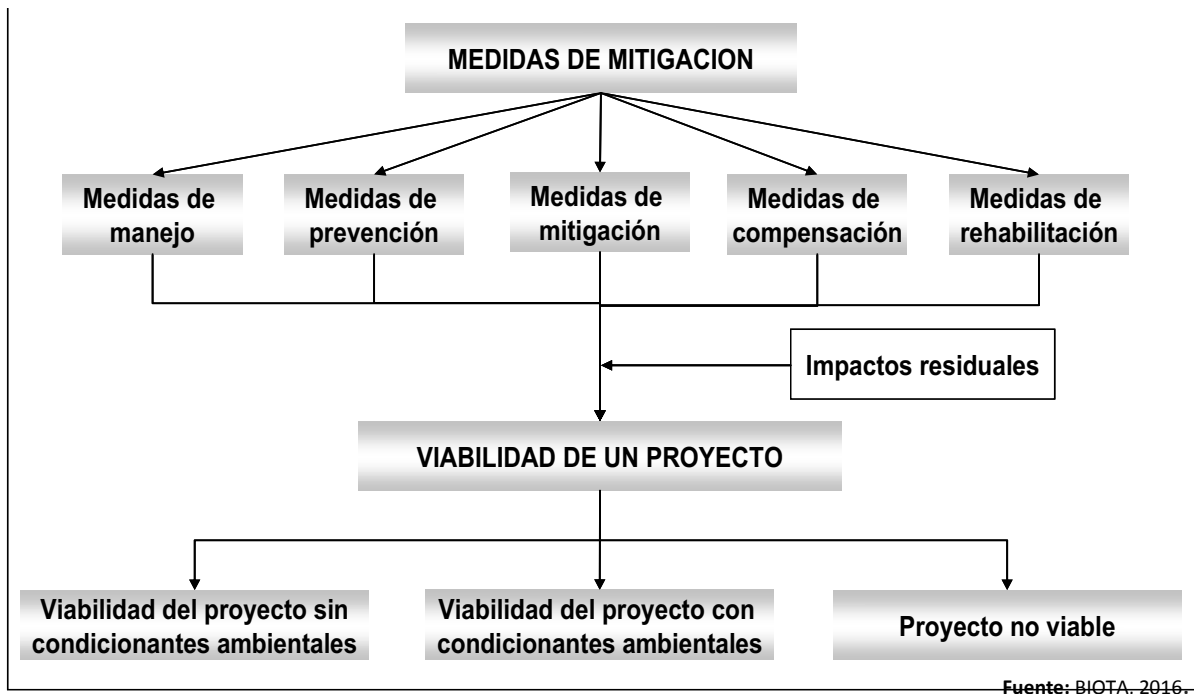 MEDIDAS DE MITIGACION
Medidas de
manejo
Medidas de
prevención
Medidas de
mitigación
Medidas de
compensación
Medidas de
rehabilitación
Impactos residuales
VIABILIDAD DE UN PROYECTO
Viabilidad del proyecto sin
condicionantes ambientales
Viabilidad del proyecto con
condicionantes ambientales
Proyecto no viable
Fuente: BIOTA. 2016.